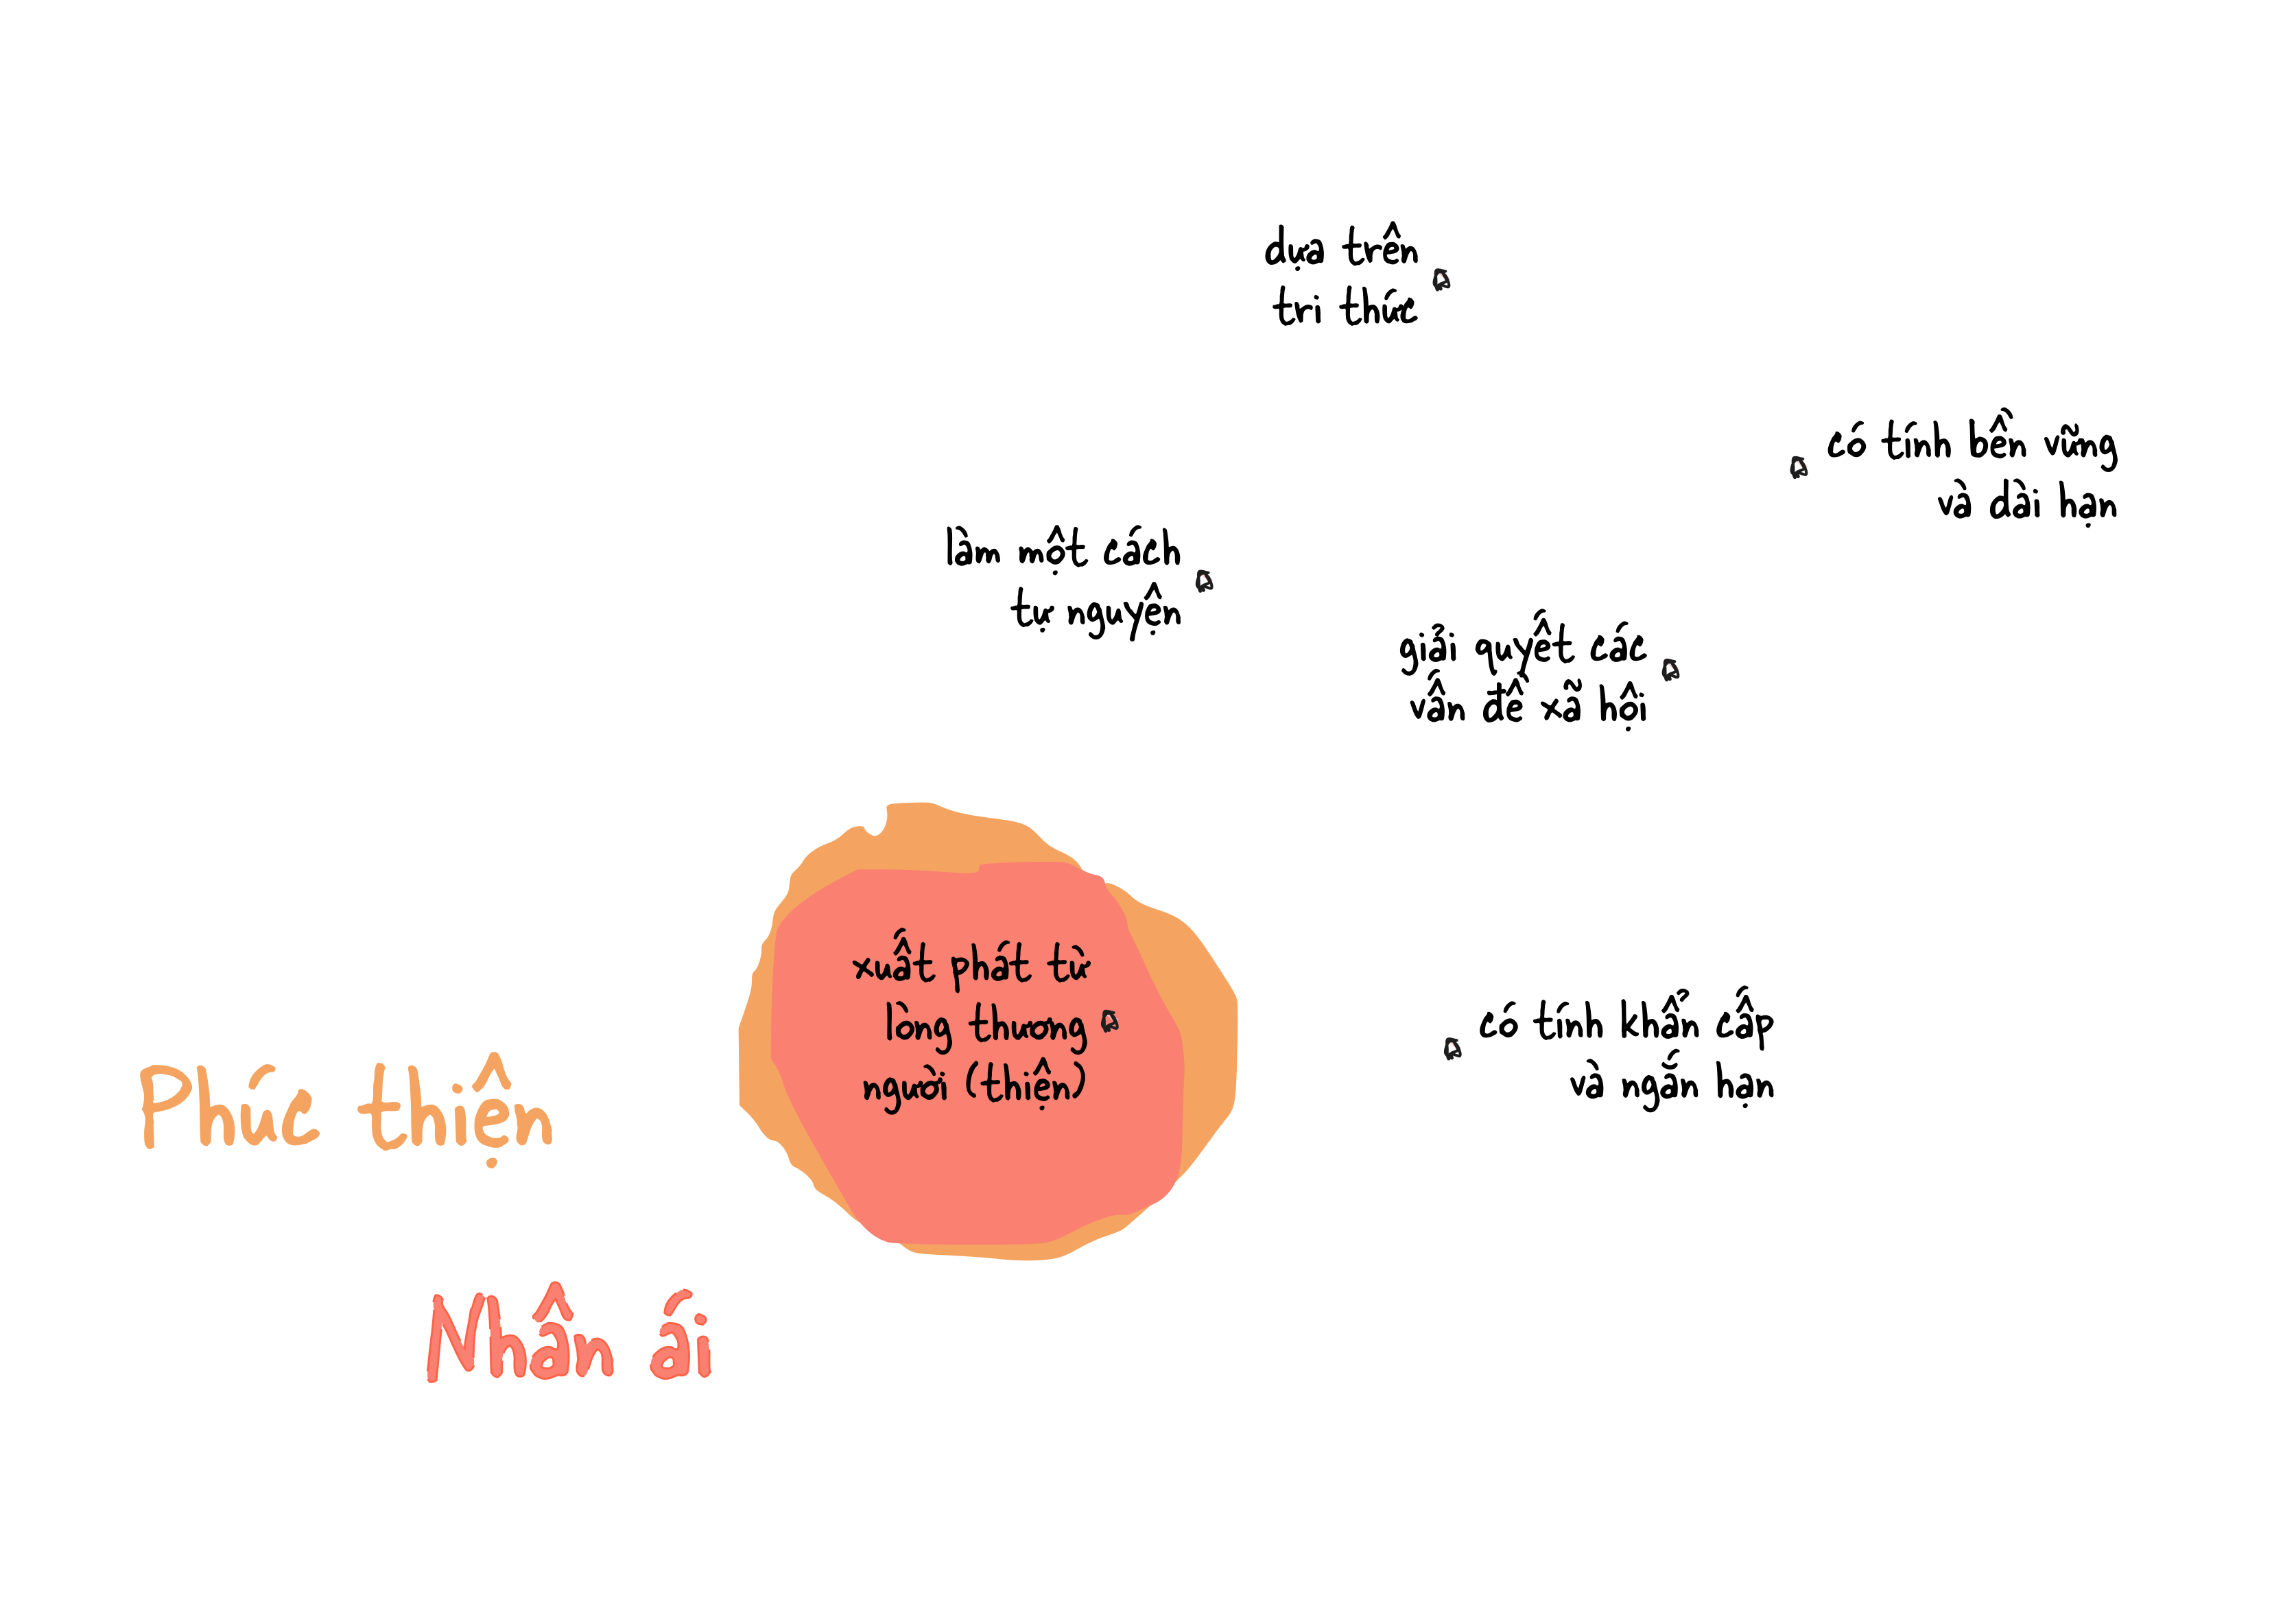 dựa trên
tri thức
có tính bền vững
và dài hạn
làm một cách
tự nguyện
giải quyết các
vấn đề xã hội
xuất phát từ
lòng thương
người (thiện)
có tính khẩn cấp
và ngắn hạn
Phúc thiện
Nhân ái